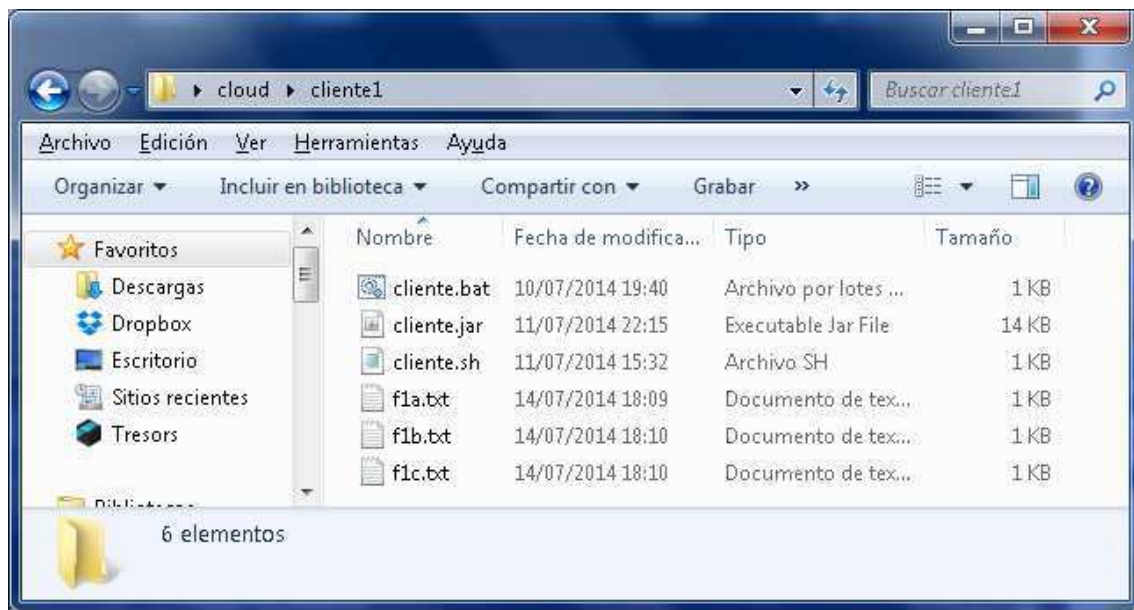 cloud cliente1 Buscar cliente1
Archivo Edición Ver Herramientas Ayuda
Organizar Incluir en biblioteca Compartir con Grabar »
Favoritos
Descargas
Dropbox
Escritorio
Sitios recientes
Tresors
Nombre Fecha de modifica... Tipo Tamaño
cliente.bat 10/07/2014 19:40 Archivo por lotes ... 1 KB
cliente.jar 11/07/2014 22:15 Executable Jar File 14 KB
cliente.sh 11/07/2014 15:32 Archivo SH 1 KB
f1a.txt 14/07/2014 18:09 Documento de tex... 1 KB
f1b.txt 14/07/2014 18:10 Documento de tex... 1 KB
f1c.txt 14/07/2014 18:10 Documento de tex... 1 KB
6 elementos